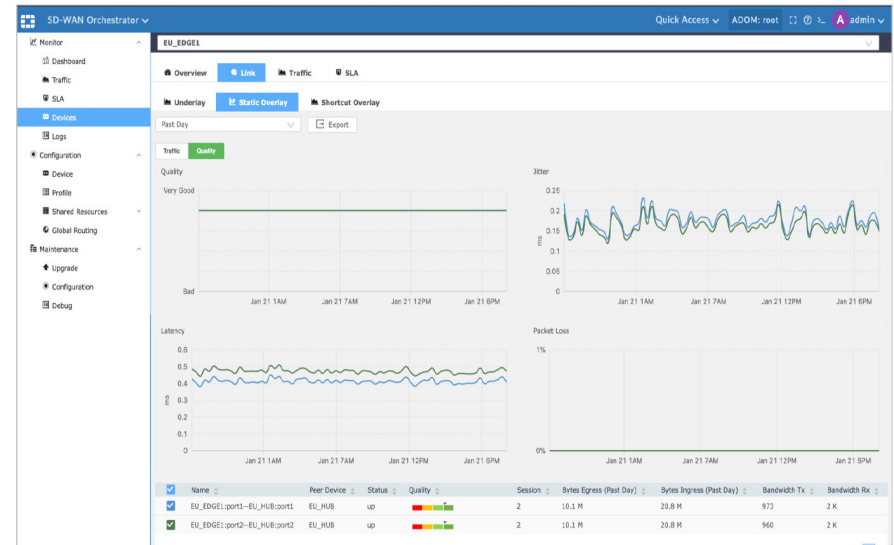 SD-WAN Orchestrator
Quick Access
ADOM: root
A admin
Monitor
Dashboard
Traffic
SLA
Devices
Logs
Configuration
Device
Profile
Shared Resources
Global Routing
Maintenance
Upgrade
Configuration
Debug
EU_EDGE1
Overview Link Traffic SLA
Underlay Static Overlay Shortcut Overlay
Past Day Export
Traffic Quality
Quality
Very Good
Bad
Jan 21 1AM Jan 21 7AM Jan 21 12PM Jan 21 6PM
Jitter
0.25
0.2
0.15
0.1
0.05
0
ms
Jan 21 1AM Jan 21 7AM Jan 21 12PM Jan 21 6PM
Latency
0.6
0.5
0.4
0.3
0.2
0.1
0
ms
Jan 21 1AM Jan 21 7AM Jan 21 12PM Jan 21 6PM
Packet Loss
1%
0%
Jan 21 1AM Jan 21 7AM Jan 21 12PM Jan 21 6PM
Name Peer Device Status Quality Session Bytes Egress (Past Day) Bytes Ingress (Past Day) Bandwidth Tx Bandwidth Rx
EU_EDGE1:port1--EU_HUB:port1 EU_HUB up 2 10.1 M 20.8 M 973 2 K
EU_EDGE1:port2--EU_HUB:port2 EU_HUB up 2 10.1 M 20.8 M 960 2 K